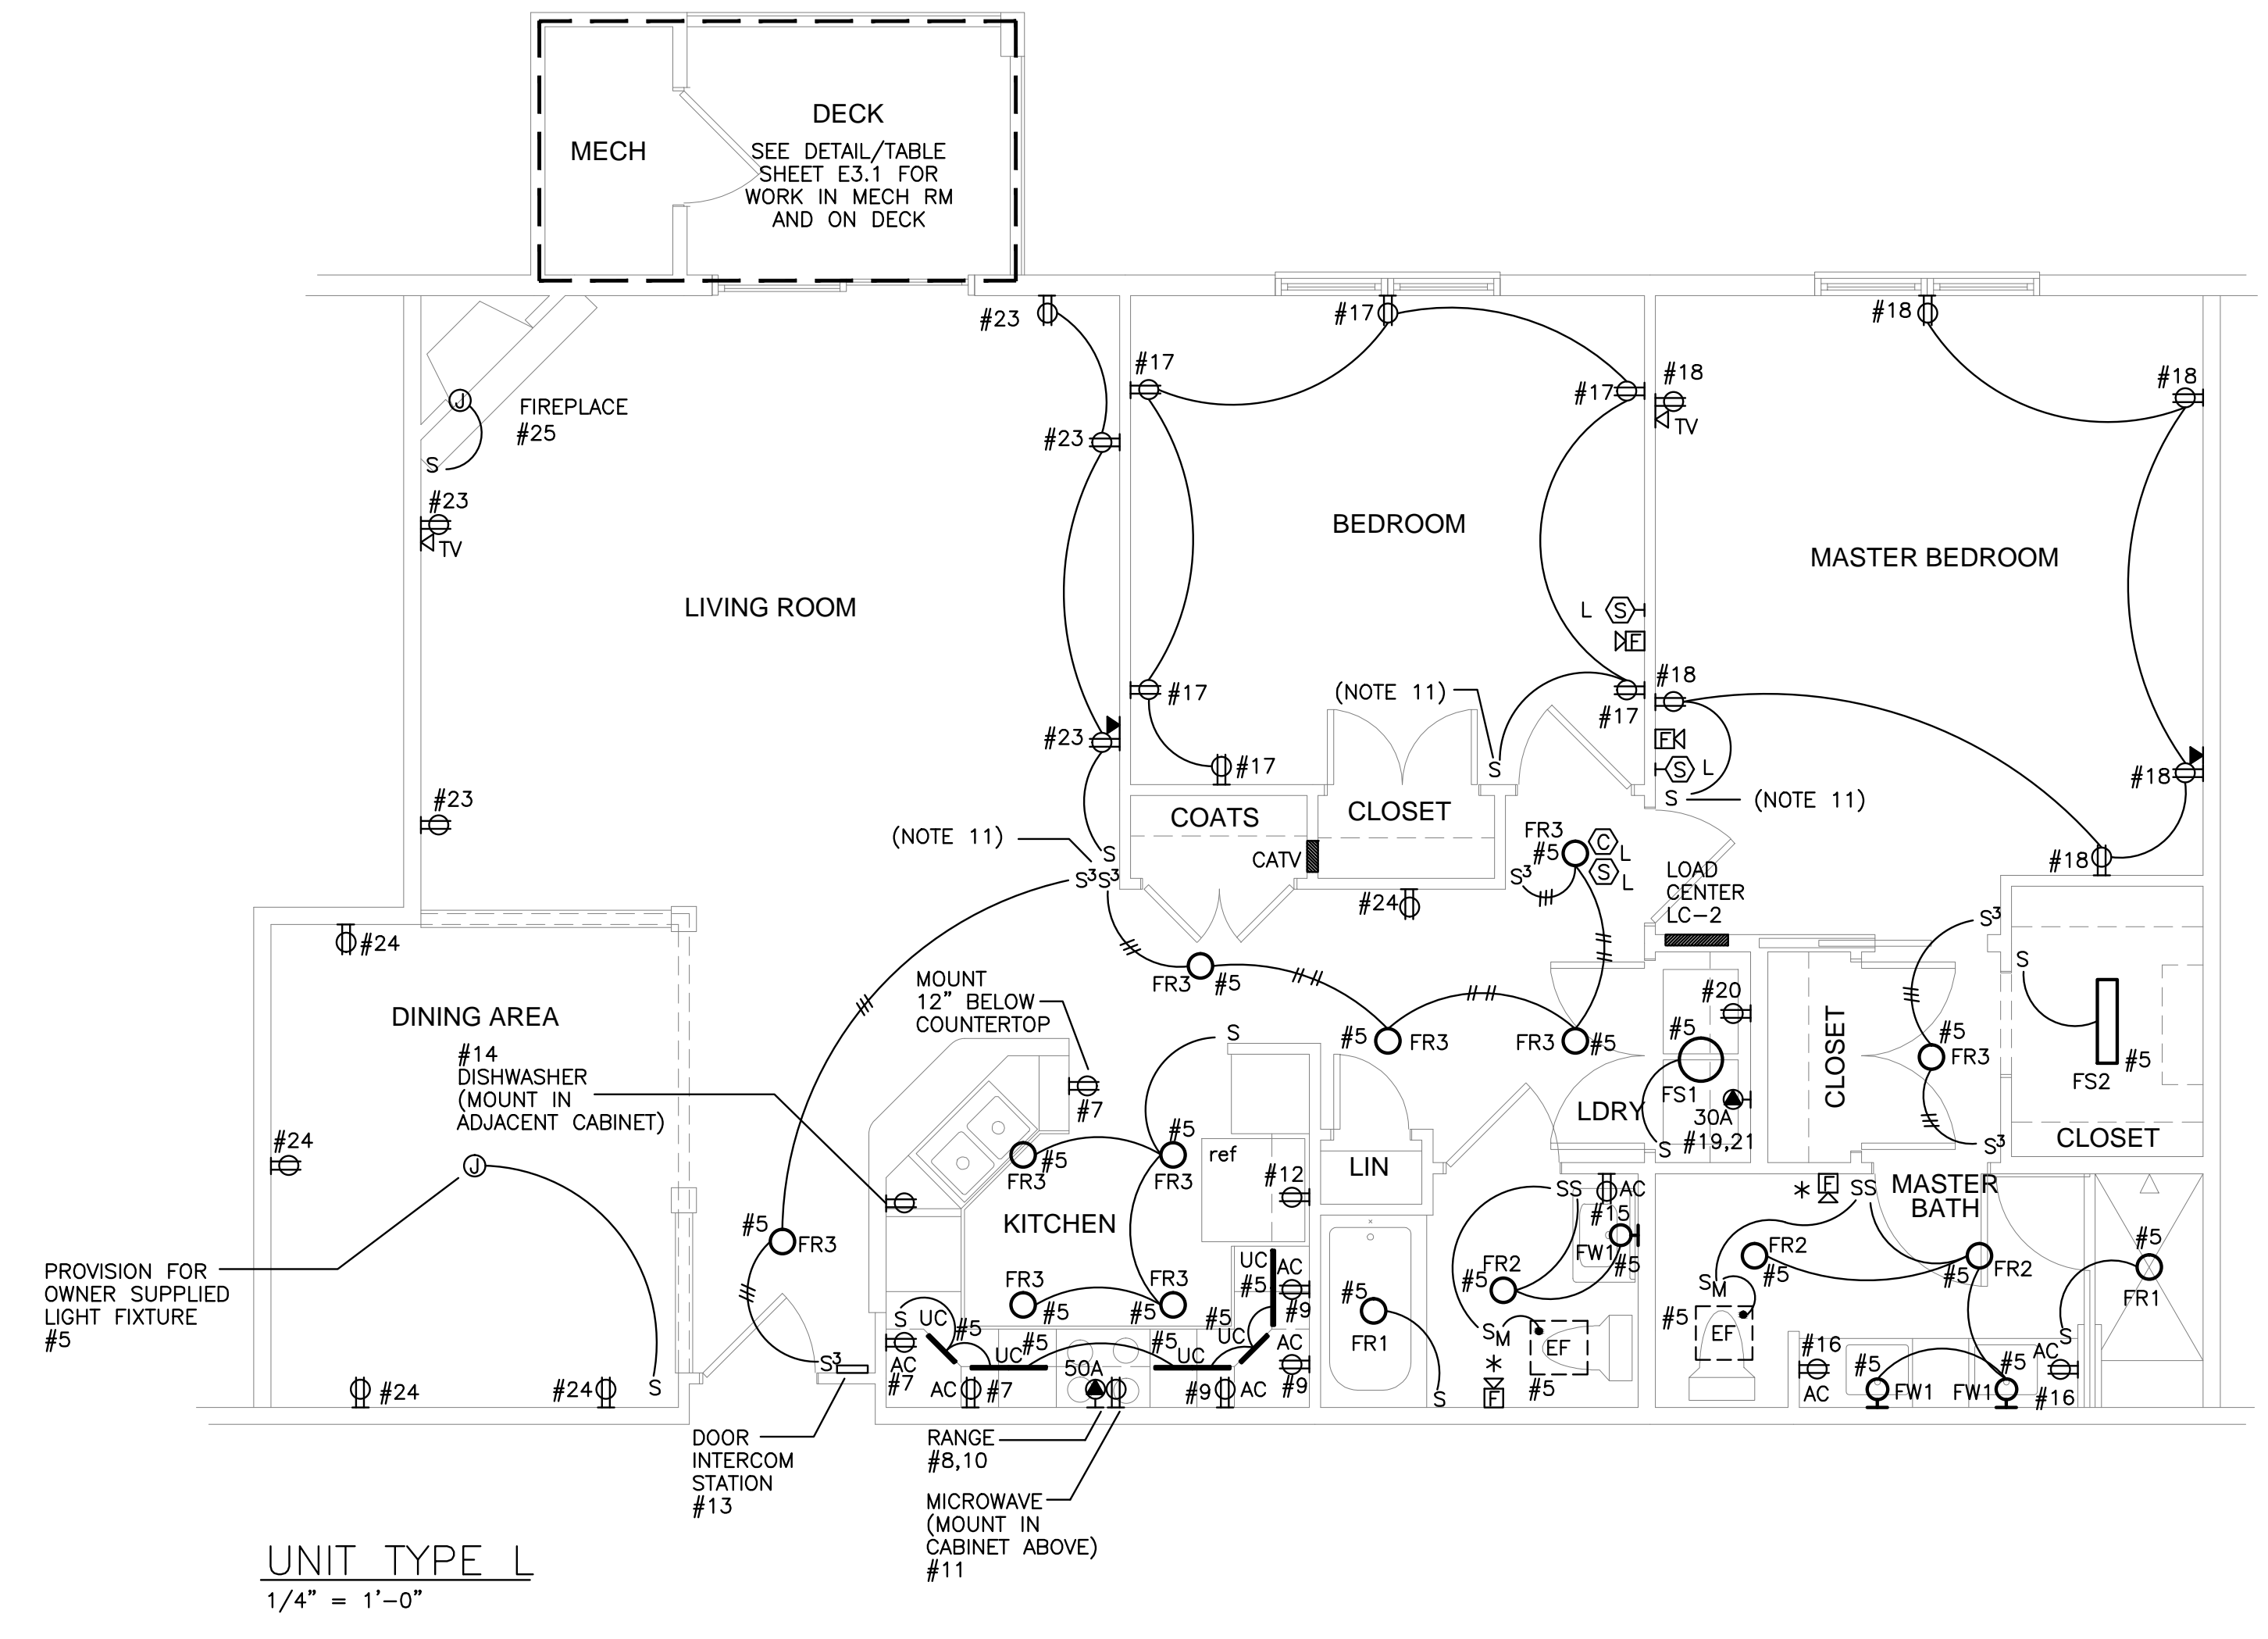 DECK
MECH
SEE DETAIL/TABLE
SHEET E3.1 FOR
WORK IN MECH RM
AND ON DECK
#23
#17
#18
#17
#17
#18
#18
FIREPLACE
#25
J
S
#23
TV
#23
TV
BEDROOM
MASTER BEDROOM
LIVING ROOM
L S
F
(NOTE 11)
#17
#17
#18
#23
F
S L
S
#17
#18
S (NOTE 11)
#23
COATS
CLOSET
(NOTE 11)
S
S3S3
CATV
FR3
#5
C L
S L
S3
#18
LOAD
CENTER
LC-2
#24
#24
S3
S
FR3 #5
MOUNT
12" BELOW
COUNTERTOP
#7
DINING AREA
#14
DISHWASHER
(MOUNT IN
ADJACENT CABINET)
S
#5 FR3
FR3 #5
#20
#5
FS1
30A
#19,21
LDRY
S
CLOSET
#5
FR3
S3
#5
FS2
CLOSET
#24
J
#5
FR3
#5
FR3
ref
#12
LIN
KITCHEN
SS
AC
#15
FW1
#5
* F SS
MASTER
BATH
#5
FR3
PROVISION FOR
OWNER SUPPLIED
LIGHT FIXTURE
#5
FR3
#5
FR3
#5
UC
#5
AC
#9
#5
FR1
S
FR2
#5
FR2
#5
#5
FR2
#5
FR1
S
S UC
#5
AC
#7
UC
#5
#5
UC
#5
UC
AC
#9
SM
*
F
EF
#5
SM
#5
EF
#16
AC
#5
FW1
#5
FW1
AC
#16
S3
S
#24
#24
AC #7
50A
#9 AC
DOOR
INTERCOM
STATION
#13
RANGE
#8,10
MICROWAVE
(MOUNT IN
CABINET ABOVE)
#11
UNIT TYPE L
1/4" = 1'-0"